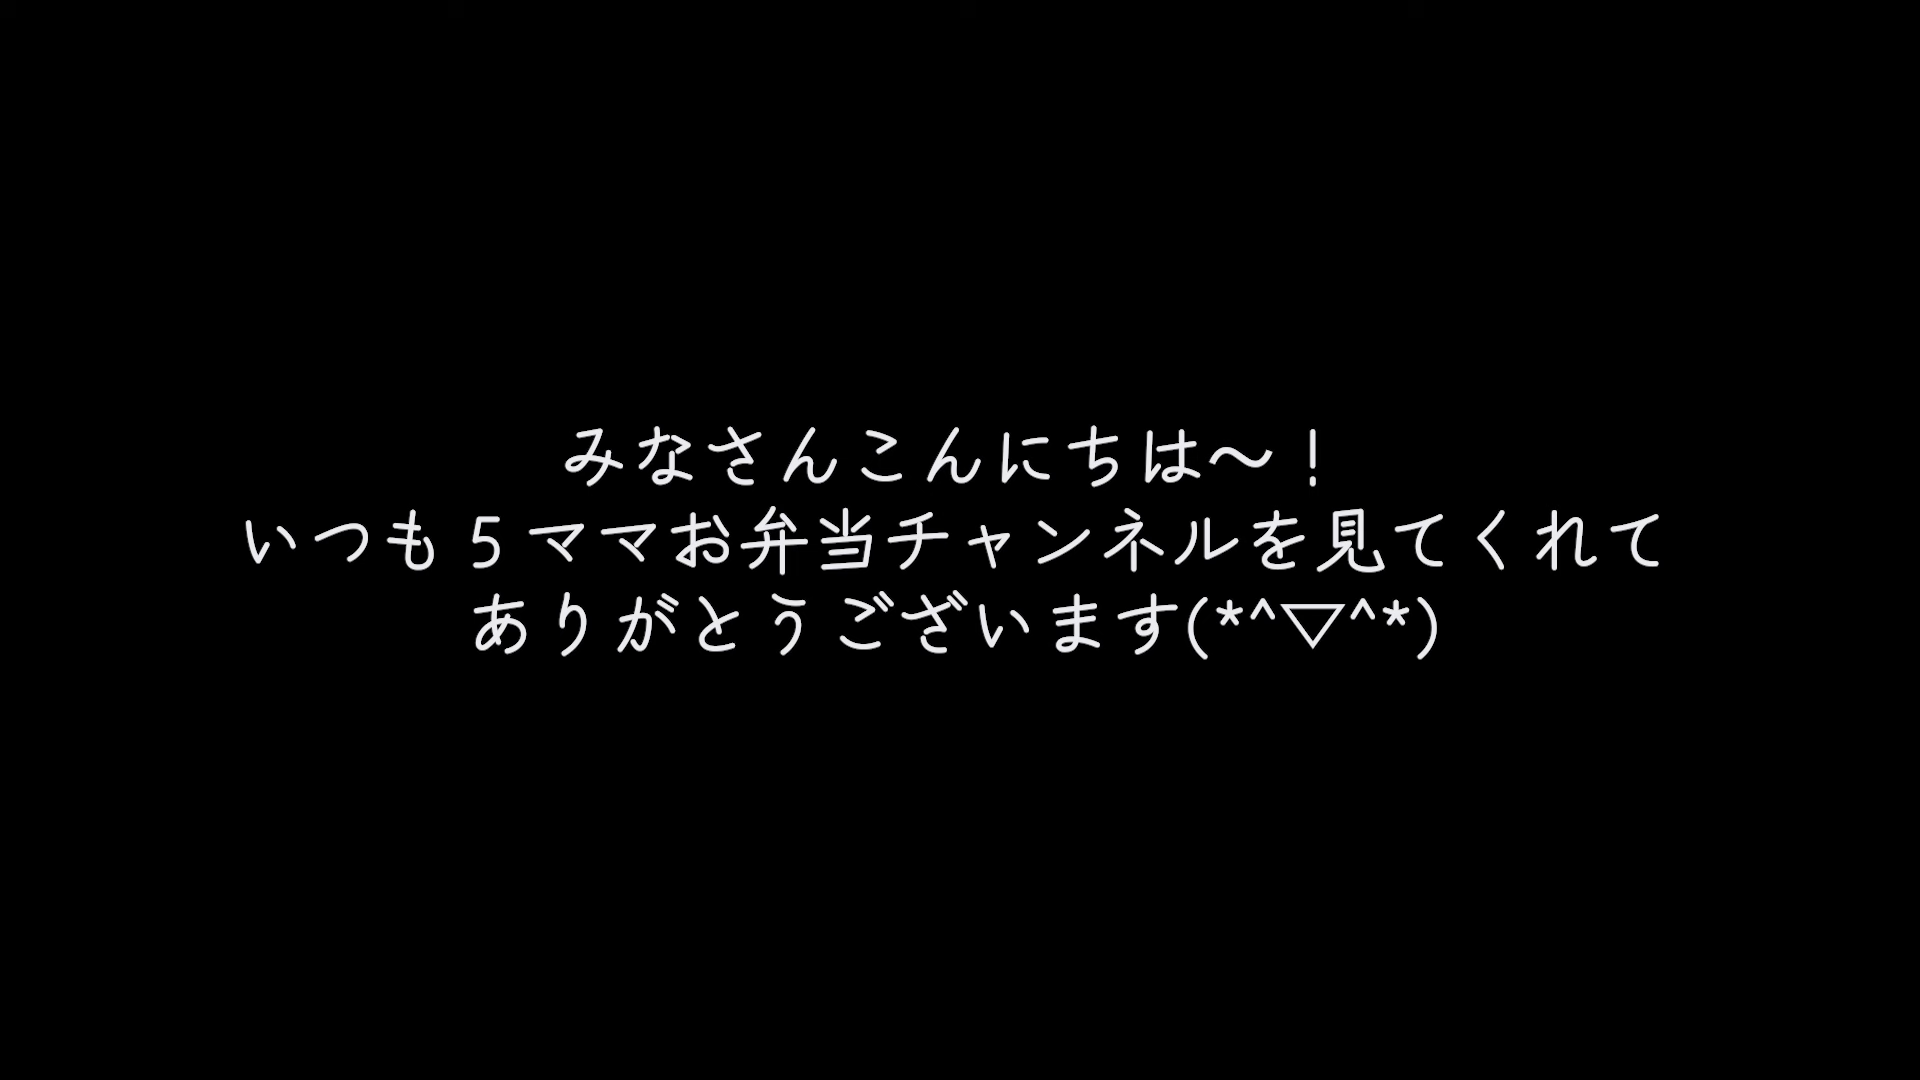 みなさんこんにちは～！
いつも５ママお弁当チャンネルを見てくれて
ありがとうございます(*^▽^*)